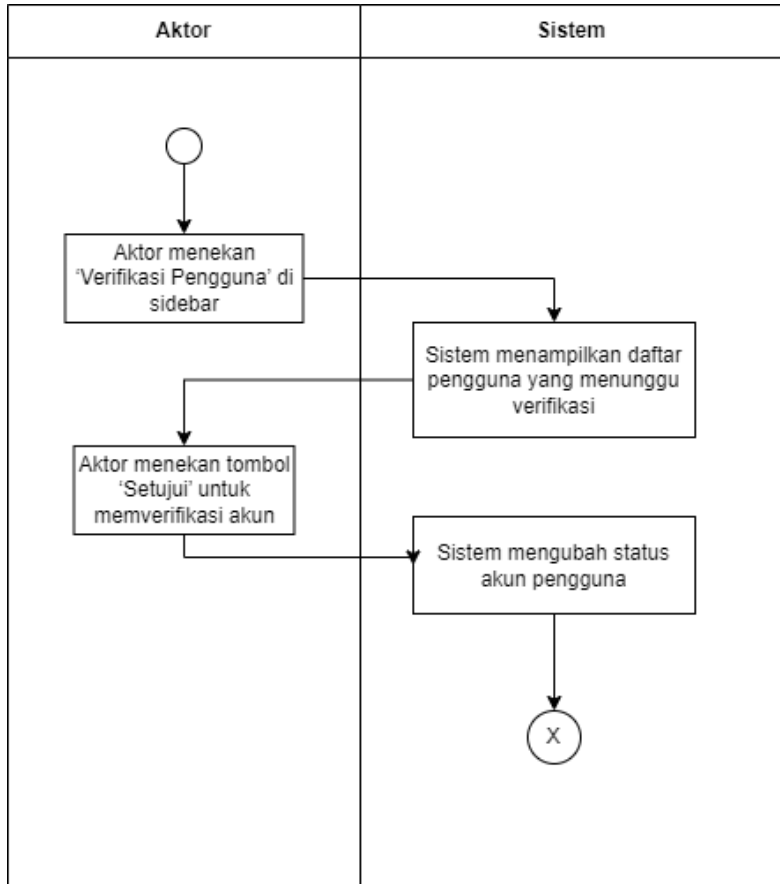 Aktor
Sistem
Aktor menekan
‘Verifikasi Pengguna’ di
sidebar
Sistem menampilkan daftar
pengguna yang menunggu
verifikasi
Aktor menekan tombol
‘Setujui’ untuk
memverifikasi akun
Sistem mengubah status
akun pengguna
X